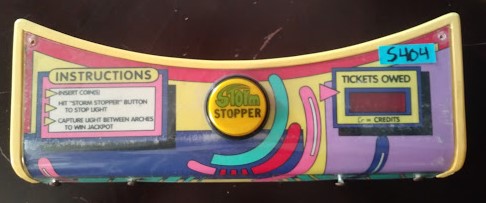 S404
INSTRUCTIONS
INSERT COIN(S)
HIT "STORM STOPPER" BUTTON
TO STOP LIGHT
CAPTURE LIGHT BETWEEN ARCHES
TO WIN JACKPOT
Storm
STOPPER
TICKETS OWED
= CREDITS